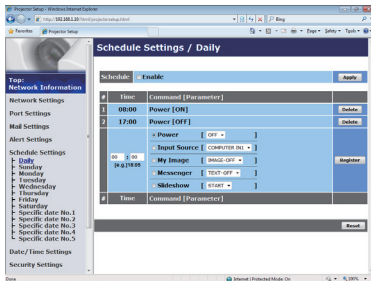 Projector Setup - Windows Internet Explorer
http://192.168.1.10/html/projectorsetup.html
Bing
Favorites
Projector Setup
Page
Safety
Tools
Schedule Settings / Daily
Top:
Network Information
Network Settings
Port Settings
Mail Settings
Alert Settings
Schedule Settings
Daily
Sunday
Monday
Tuesday
Wednesday
Thursday
Friday
Saturday
Specific date No.1
Specific date No.2
Specific date No.3
Specific date No.4
Specific date No.5
Date/Time Settings
Security Settings
Schedule Enable Apply
# Time Command [Parameter]
1 08:00 Power [ON] Delete
2 17:00 Power [OFF] Delete
Power [ OFF ]
Input Source [ COMPUTER IN1 ]
00 : 00 My Image [ IMAGE-OFF ] Register
[e.g.]18:05
Messenger [ TEXT-OFF ]
Slideshow [ START ]
# Time Command [Parameter]
Reset
Done
Internet | Protected Mode: On
100%